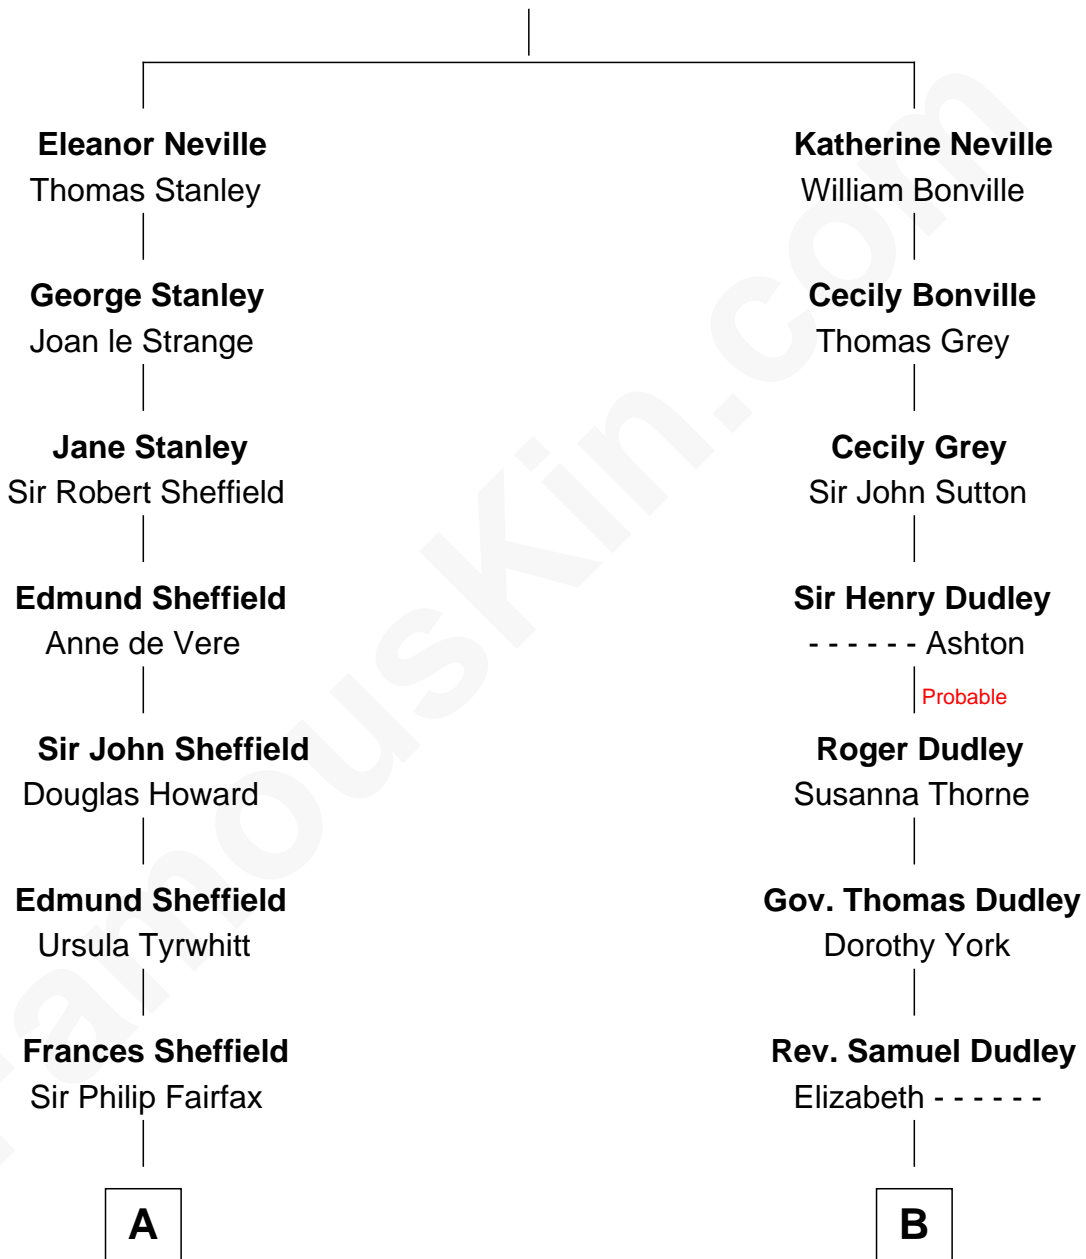 Eleanor Neville
Thomas Stanley
George Stanley
Joan le Strange
Jane Stanley
Sir Robert Sheffield
Edmund Sheffield
Anne de Vere
Sir John Sheffield
Douglas Howard
Edmund Sheffield
Ursula Tyrwhitt
Frances Sheffield
Sir Philip Fairfax
A
Katherine Neville
William Bonville
Cecily Bonville
Thomas Grey
Cecily Grey
Sir John Sutton
Sir Henry Dudley
- - - - - - Ashton
Probable
Roger Dudley
Susanna Thorne
Gov. Thomas Dudley
Dorothy York
Rev. Samuel Dudley
Elizabeth - - - - - -
B
FamousKin.com